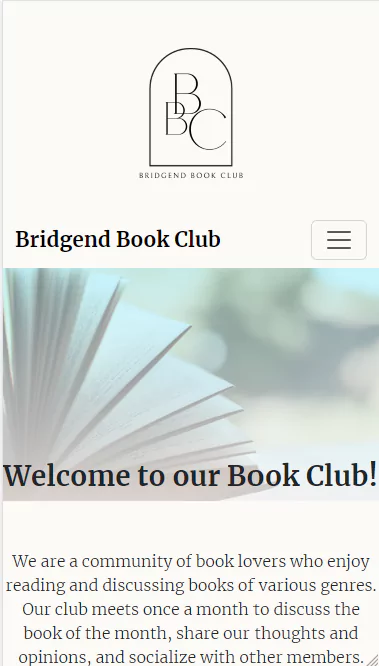 B
B
C
BRIDGEND BOOK CLUB
Bridgend Book Club
Welcome to our Book Club!
We are a community of book lovers who enjoy
reading and discussing books of various genres.
Our club meets once a month to discuss the
book of the month, share our thoughts and
opinions, and socialize with other members.